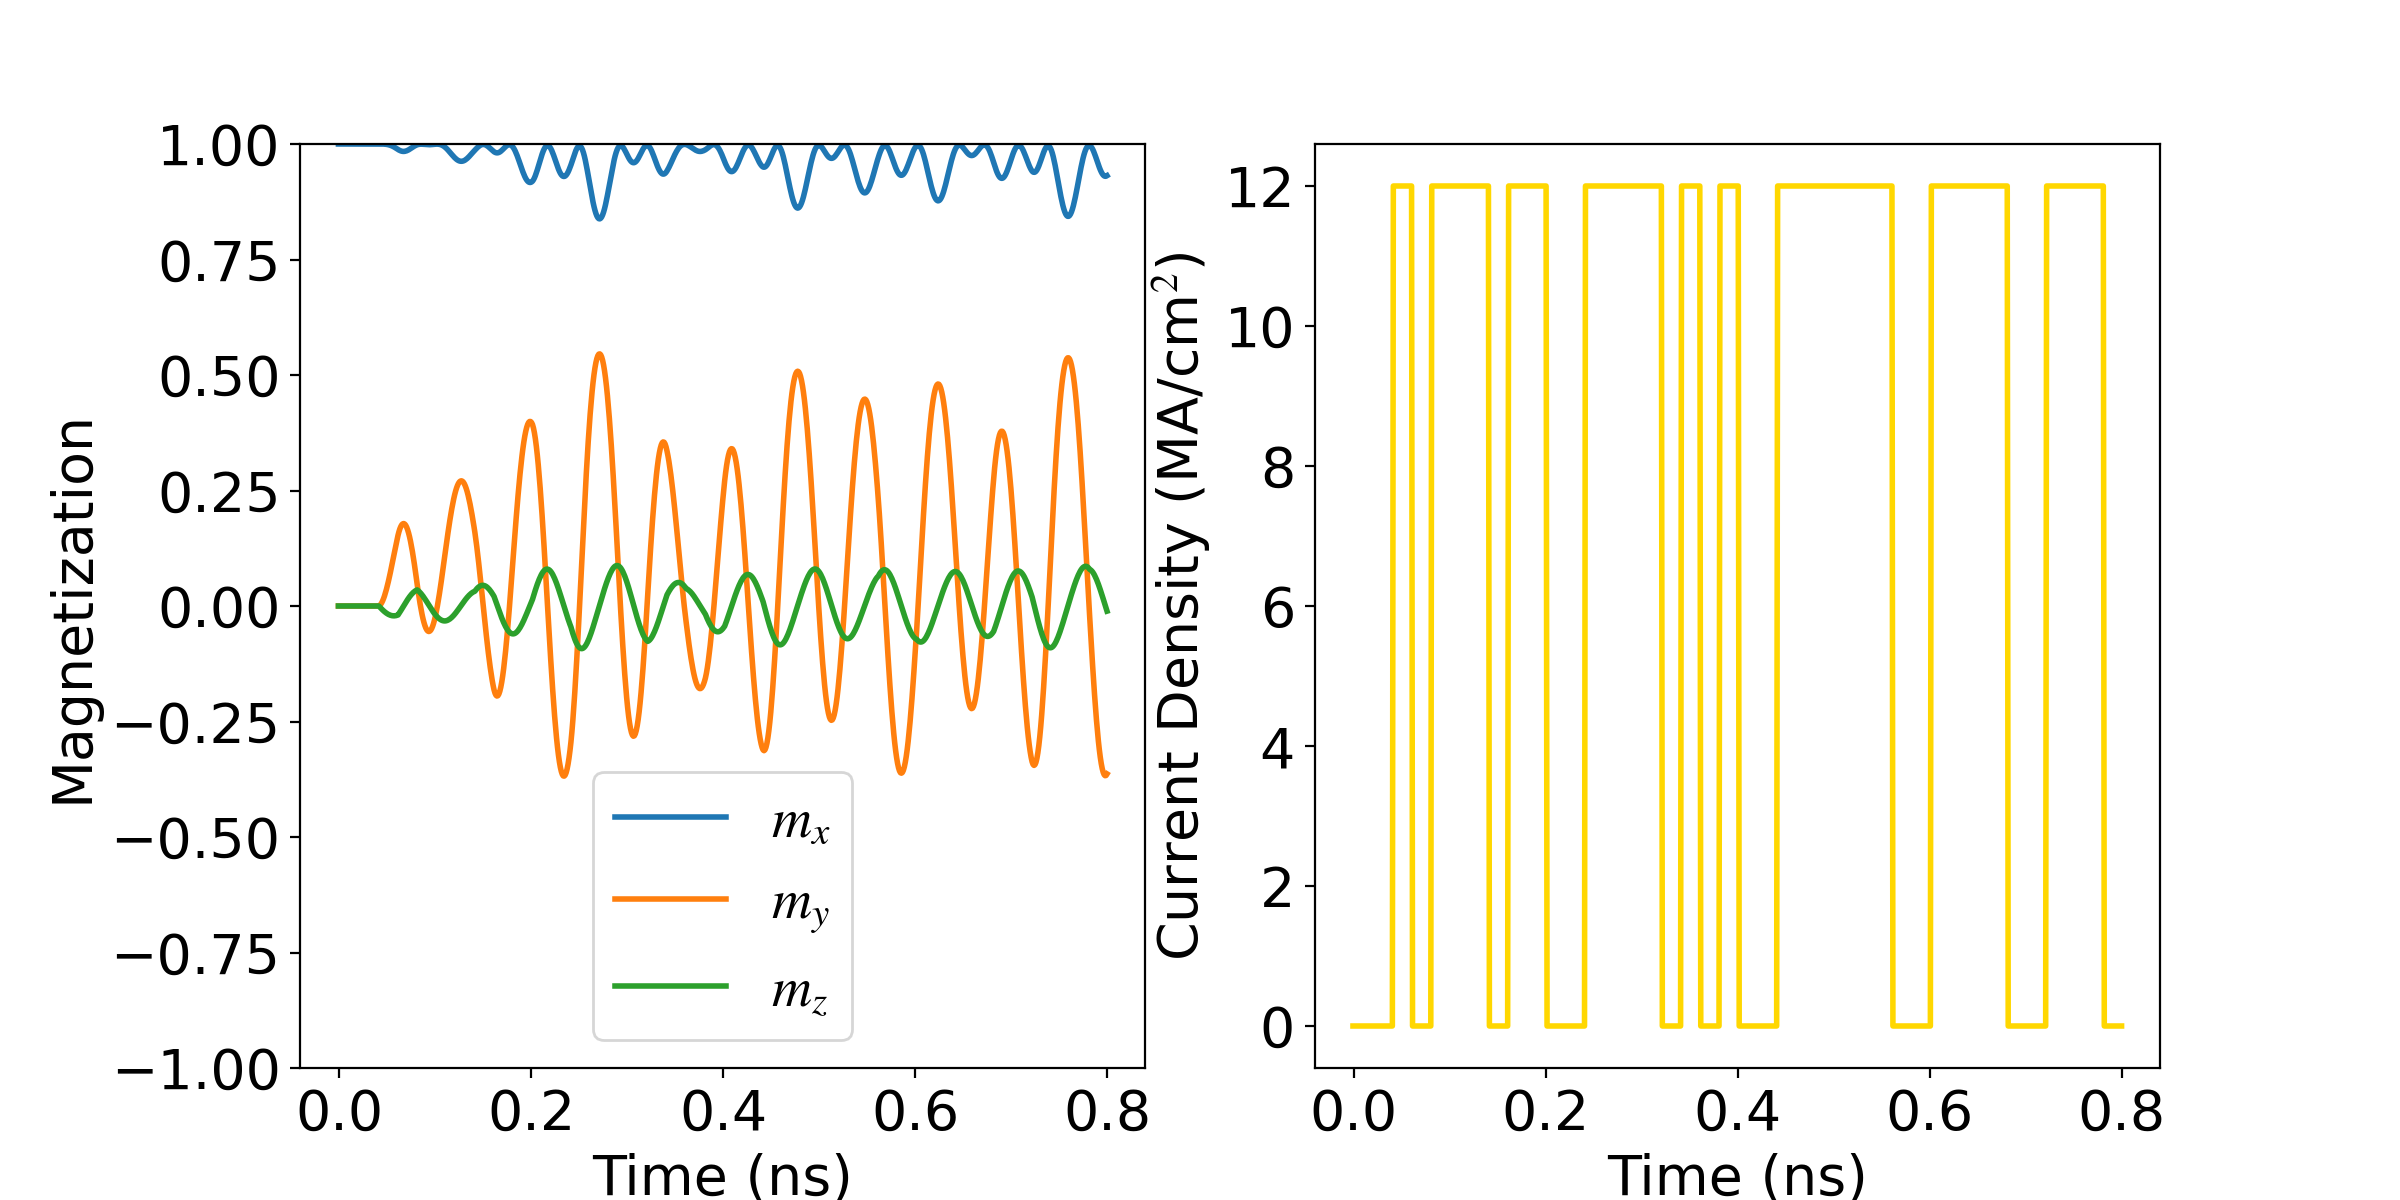 1.00
0.75
0.50
0.25
0.00
−0.25
−0.50
−0.75
−1.00
Magnetization
0.0 0.2 0.4 0.6 0.8
Time (ns)
m_x
m_y
m_z
12
10
8
6
4
2
0
Current Density (MA/cm²)
0.0 0.2 0.4 0.6 0.8
Time (ns)